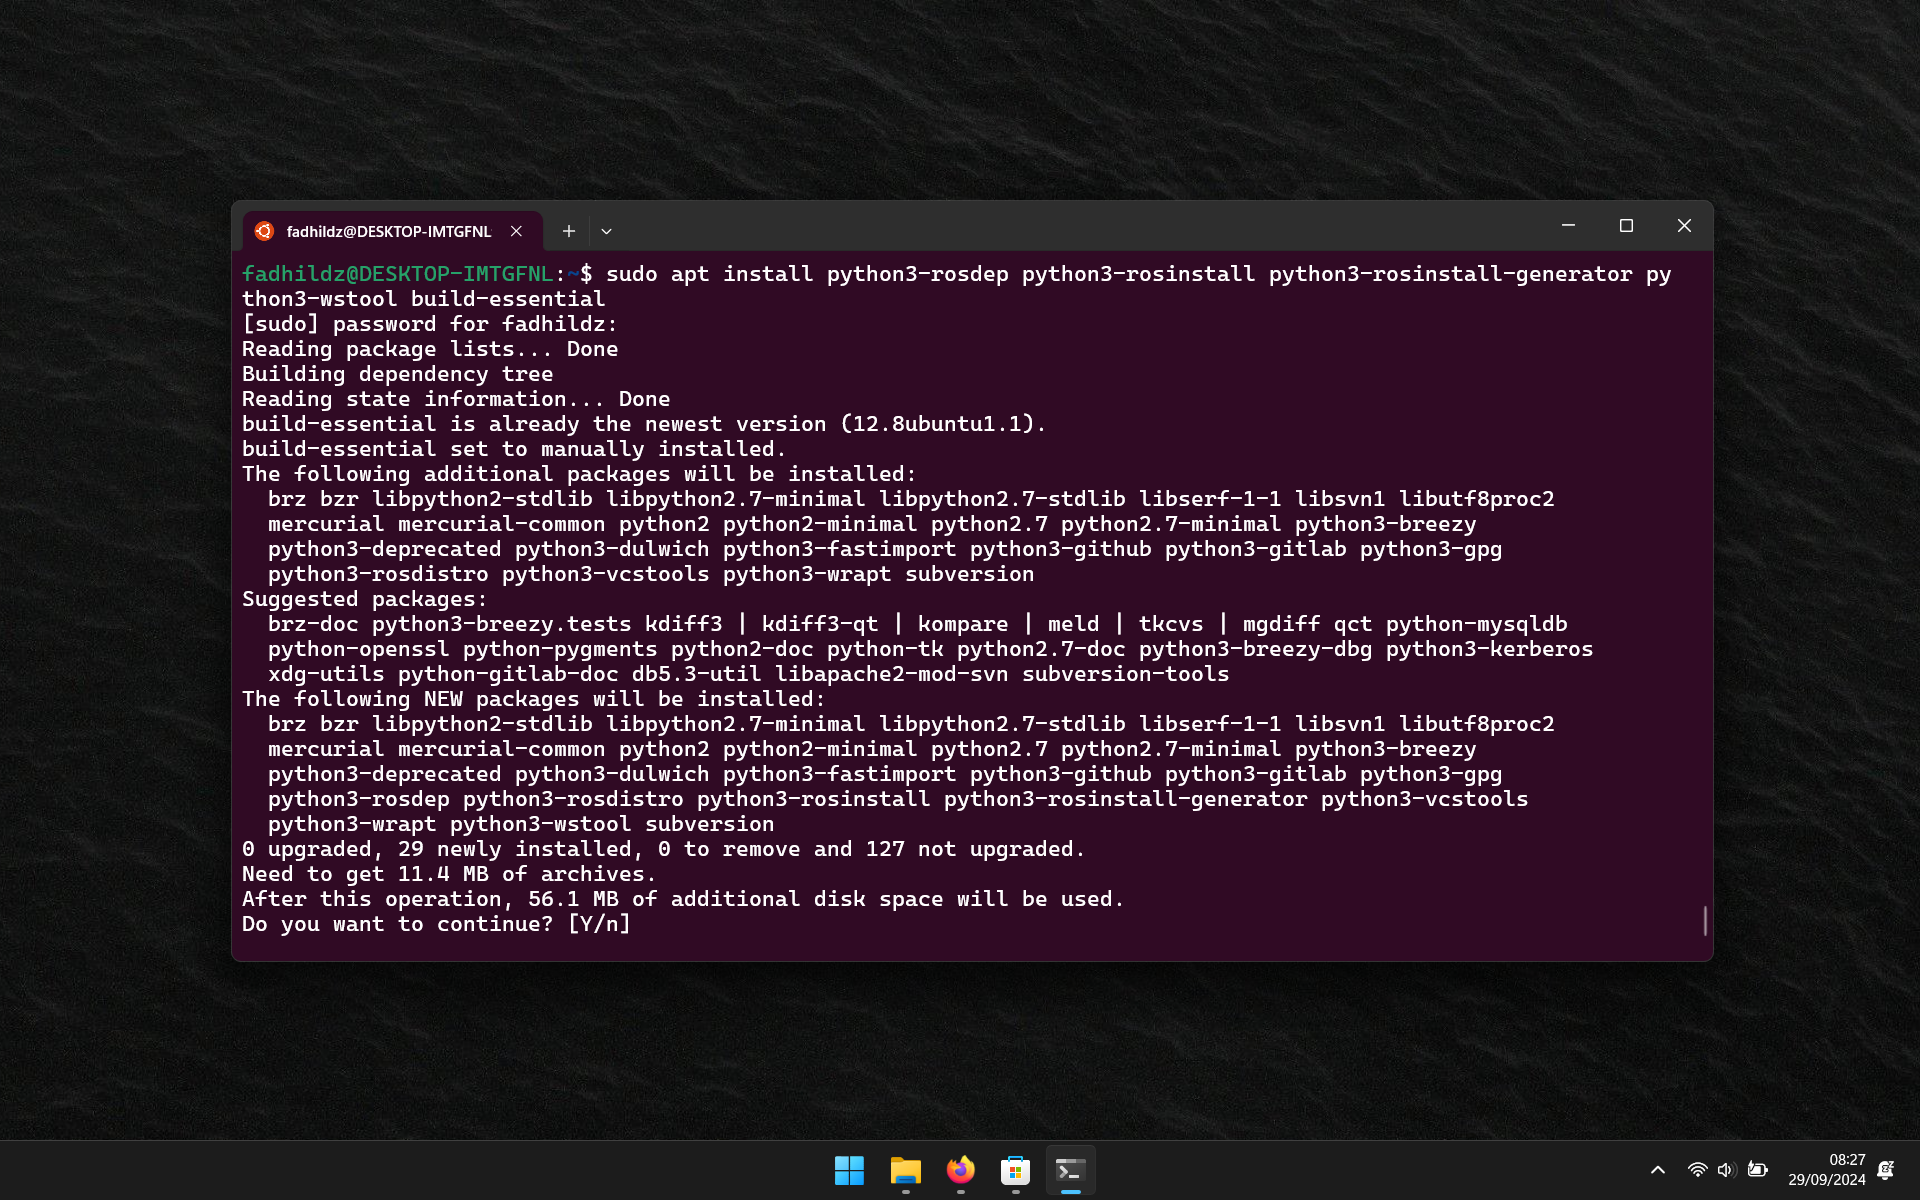 fadhildz@DESKTOP-IMTGFNL
fadhildz@DESKTOP-IMTGFNL:~$ sudo apt install python3-rosdep python3-rosinstall python3-rosinstall-generator py
thon3-wstool build-essential
[sudo] password for fadhildz:
Reading package lists... Done
Building dependency tree
Reading state information... Done
build-essential is already the newest version (12.8ubuntu1.1).
build-essential set to manually installed.
The following additional packages will be installed:
brz bzr libpython2-stdlib libpython2.7-minimal libpython2.7-stdlib libserf-1-1 libsvn1 libutf8proc2
mercurial mercurial-common python2 python2-minimal python2.7 python2.7-minimal python3-breezy
python3-deprecated python3-dulwich python3-fastimport python3-github python3-gitlab python3-gpg
python3-rosdistro python3-vcstools python3-wrapt subversion
Suggested packages:
brz-doc python3-breezy.tests kdiff3 | kdiff3-qt | kompare | meld | tkcvs | mgdiff qct python-mysqldb
python-openssl python-pygments python2-doc python-tk python2.7-doc python3-breezy-dbg python3-kerberos
xdg-utils python-gitlab-doc db5.3-util libapache2-mod-svn subversion-tools
The following NEW packages will be installed:
brz bzr libpython2-stdlib libpython2.7-minimal libpython2.7-stdlib libserf-1-1 libsvn1 libutf8proc2
mercurial mercurial-common python2 python2-minimal python2.7 python2.7-minimal python3-breezy
python3-deprecated python3-dulwich python3-fastimport python3-github python3-gitlab python3-gpg
python3-rosdep python3-rosdistro python3-rosinstall python3-rosinstall-generator python3-vcstools
python3-wrapt python3-wstool subversion
0 upgraded, 29 newly installed, 0 to remove and 127 not upgraded.
Need to get 11.4 MB of archives.
After this operation, 56.1 MB of additional disk space will be used.
Do you want to continue? [Y/n]
08:27
29/09/2024